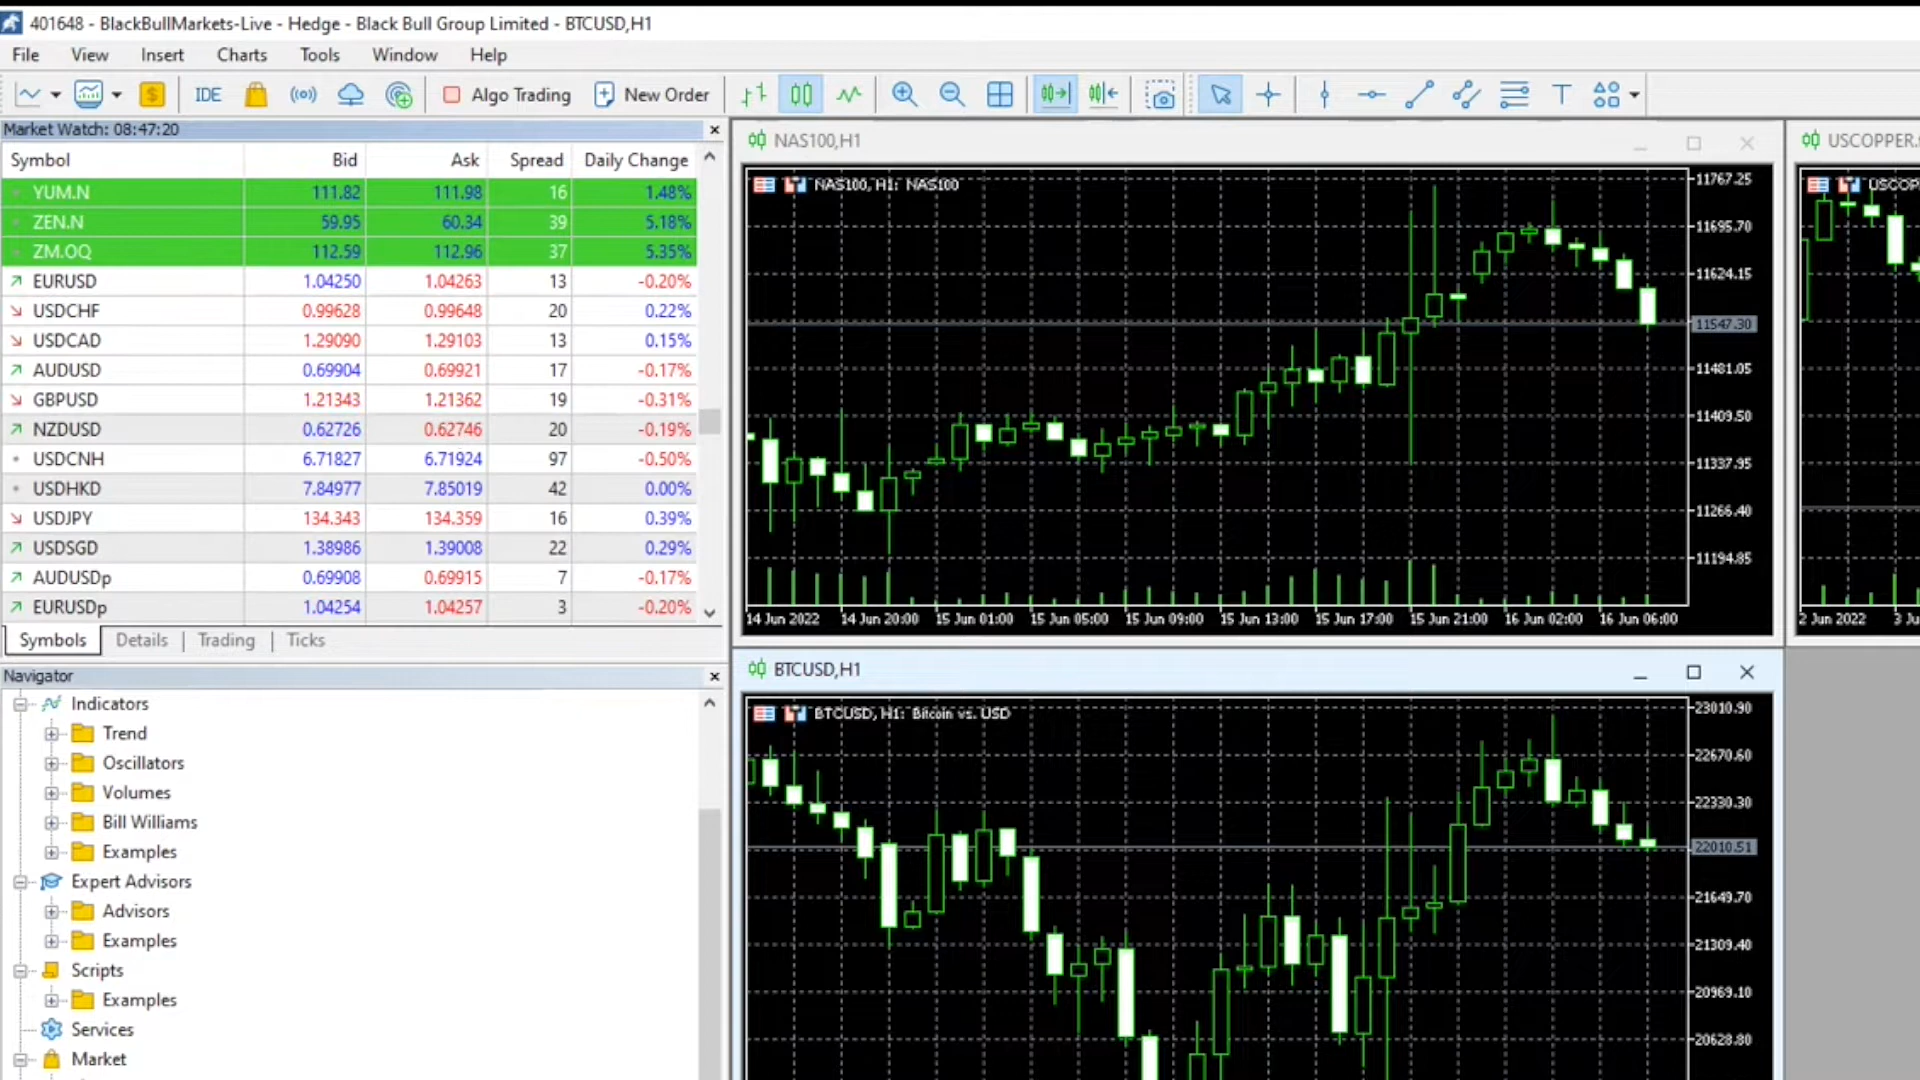 401648 - BlackBullMarkets-Live - Hedge - Black Bull Group Limited - BTCUSD,H1
File View Insert Charts Tools Window Help
$ IDE Algo Trading New Order T
Market Watch: 08:47:20
Symbol Bid Ask Spread Daily Change
YUM.N 111.82 111.98 16 1.48%
ZEN.N 59.95 60.34 39 5.18%
ZM.OQ 112.59 112.96 37 5.35%
EURUSD 1.04250 1.04263 13 -0.20%
USDCHF 0.99628 0.99648 20 0.22%
USDCAD 1.29090 1.29103 13 0.15%
AUDUSD 0.69904 0.69921 17 -0.17%
GBPUSD 1.21343 1.21362 19 -0.31%
NZDUSD 0.62726 0.62746 20 -0.19%
USDCNH 6.71827 6.71924 97 -0.50%
USDHKD 7.84977 7.85019 42 0.00%
USDJPY 134.343 134.359 16 0.39%
USDSGD 1.38986 1.39008 22 0.29%
AUDUSDp 0.69908 0.69915 7 -0.17%
EURUSDp 1.04254 1.04257 3 -0.20%
Symbols Details Trading Ticks
Navigator
Indicators
Trend
Oscillators
Volumes
Bill Williams
Examples
Expert Advisors
Advisors
Examples
Scripts
Examples
Services
Market
NAS100,H1
NAS100, H1: NAS100
11767.25
11695.70
11624.15
11547.30
11481.05
11409.50
11337.95
11266.40
11194.85
14 Jun 2022 14 Jun 20:00 15 Jun 01:00 15 Jun 05:00 15 Jun 09:00 15 Jun 13:00 15 Jun 17:00 15 Jun 21:00 16 Jun 02:00 16 Jun 06:00
USCOPPER.
USCOP
2 Jun 2022 3 Ju
BTCUSD,H1
BTCUSD, H1: Bitcoin vs. USD
23010.90
22670.60
22330.30
22010.51
21649.70
21309.40
20969.10
20628.80